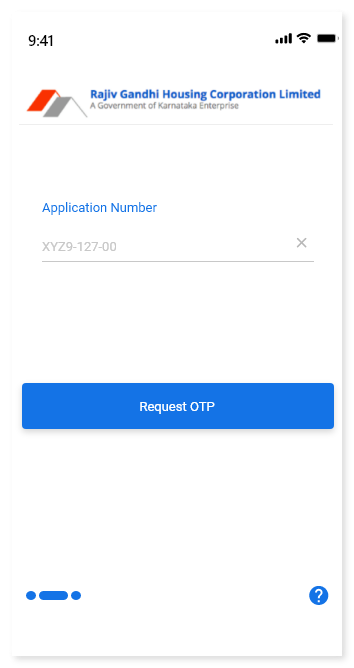 9:41
Rajiv Gandhi Housing Corporation Limited
A Government of Karnataka Enterprise
Application Number
XYZ9-127-00
Request OTP
?